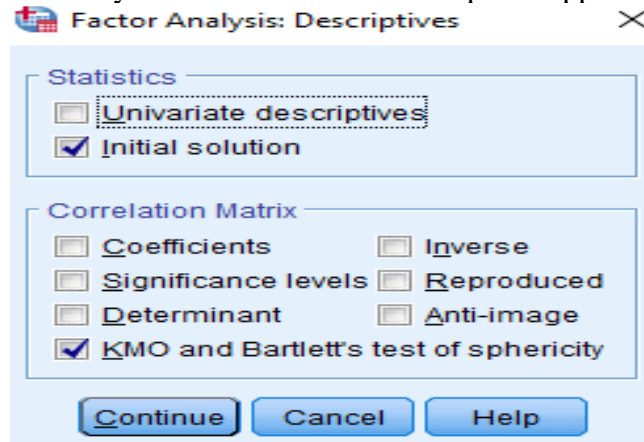 Factor Analysis: Descriptives
Statistics
Univariate descriptives
Initial solution
Correlation Matrix
Coefficients Inverse
Significance levels Reproduced
Determinant Anti-image
KMO and Bartlett's test of sphericity
Continue Cancel Help